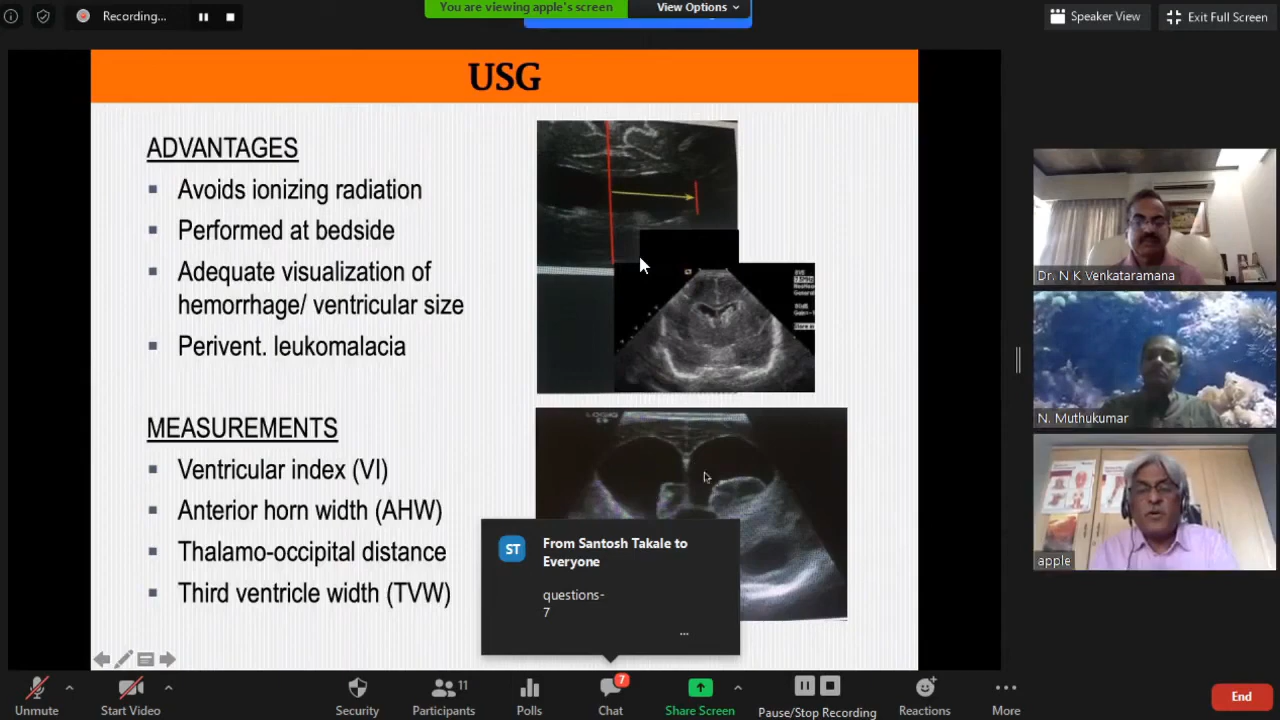 Recording...
You are viewing apple's screen
View Options
Speaker View
Exit Full Screen
USG
ADVANTAGES
Avoids ionizing radiation
Performed at bedside
Adequate visualization of
hemorrhage/ ventricular size
Perivent. leukomalacia
MEASUREMENTS
Ventricular index (VI)
Anterior horn width (AHW)
Thalamo-occipital distance
Third ventricle width (TVW)
ST
From Santosh Takale to
Everyone
questions-
7
...
Dr. N K Venkataramana
N. Muthukumar
apple
Unmute
Start Video
Security
11
Participants
Polls
7
Chat
Share Screen
Pause/Stop Recording
Reactions
More
End